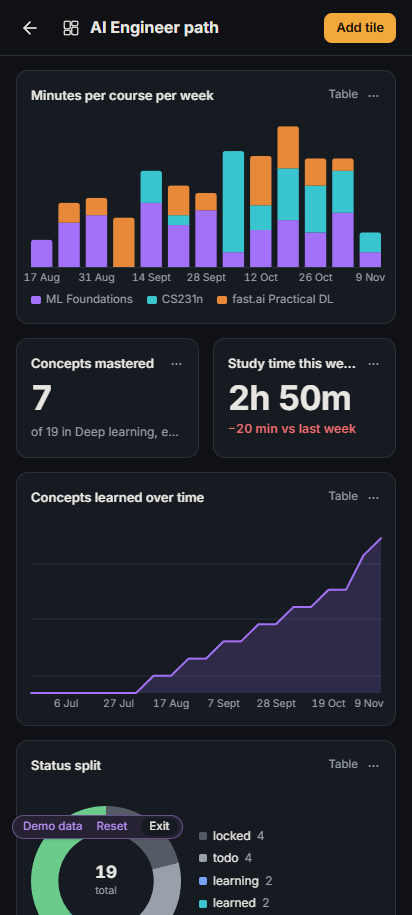 AI Engineer path
Add tile
Minutes per course per week
Table ...
17 Aug 31 Aug 14 Sept 28 Sept 12 Oct 26 Oct 9 Nov
ML Foundations CS231n fast.ai Practical DL
Concepts mastered ...
7
of 19 in Deep learning, e...
Study time this we... ...
2h 50m
−20 min vs last week
Concepts learned over time
Table ...
6 Jul 27 Jul 17 Aug 7 Sept 28 Sept 19 Oct 9 Nov
Status split
Table ...
Demo data Reset Exit
19
total
locked 4
todo 4
learning 2
learned 2